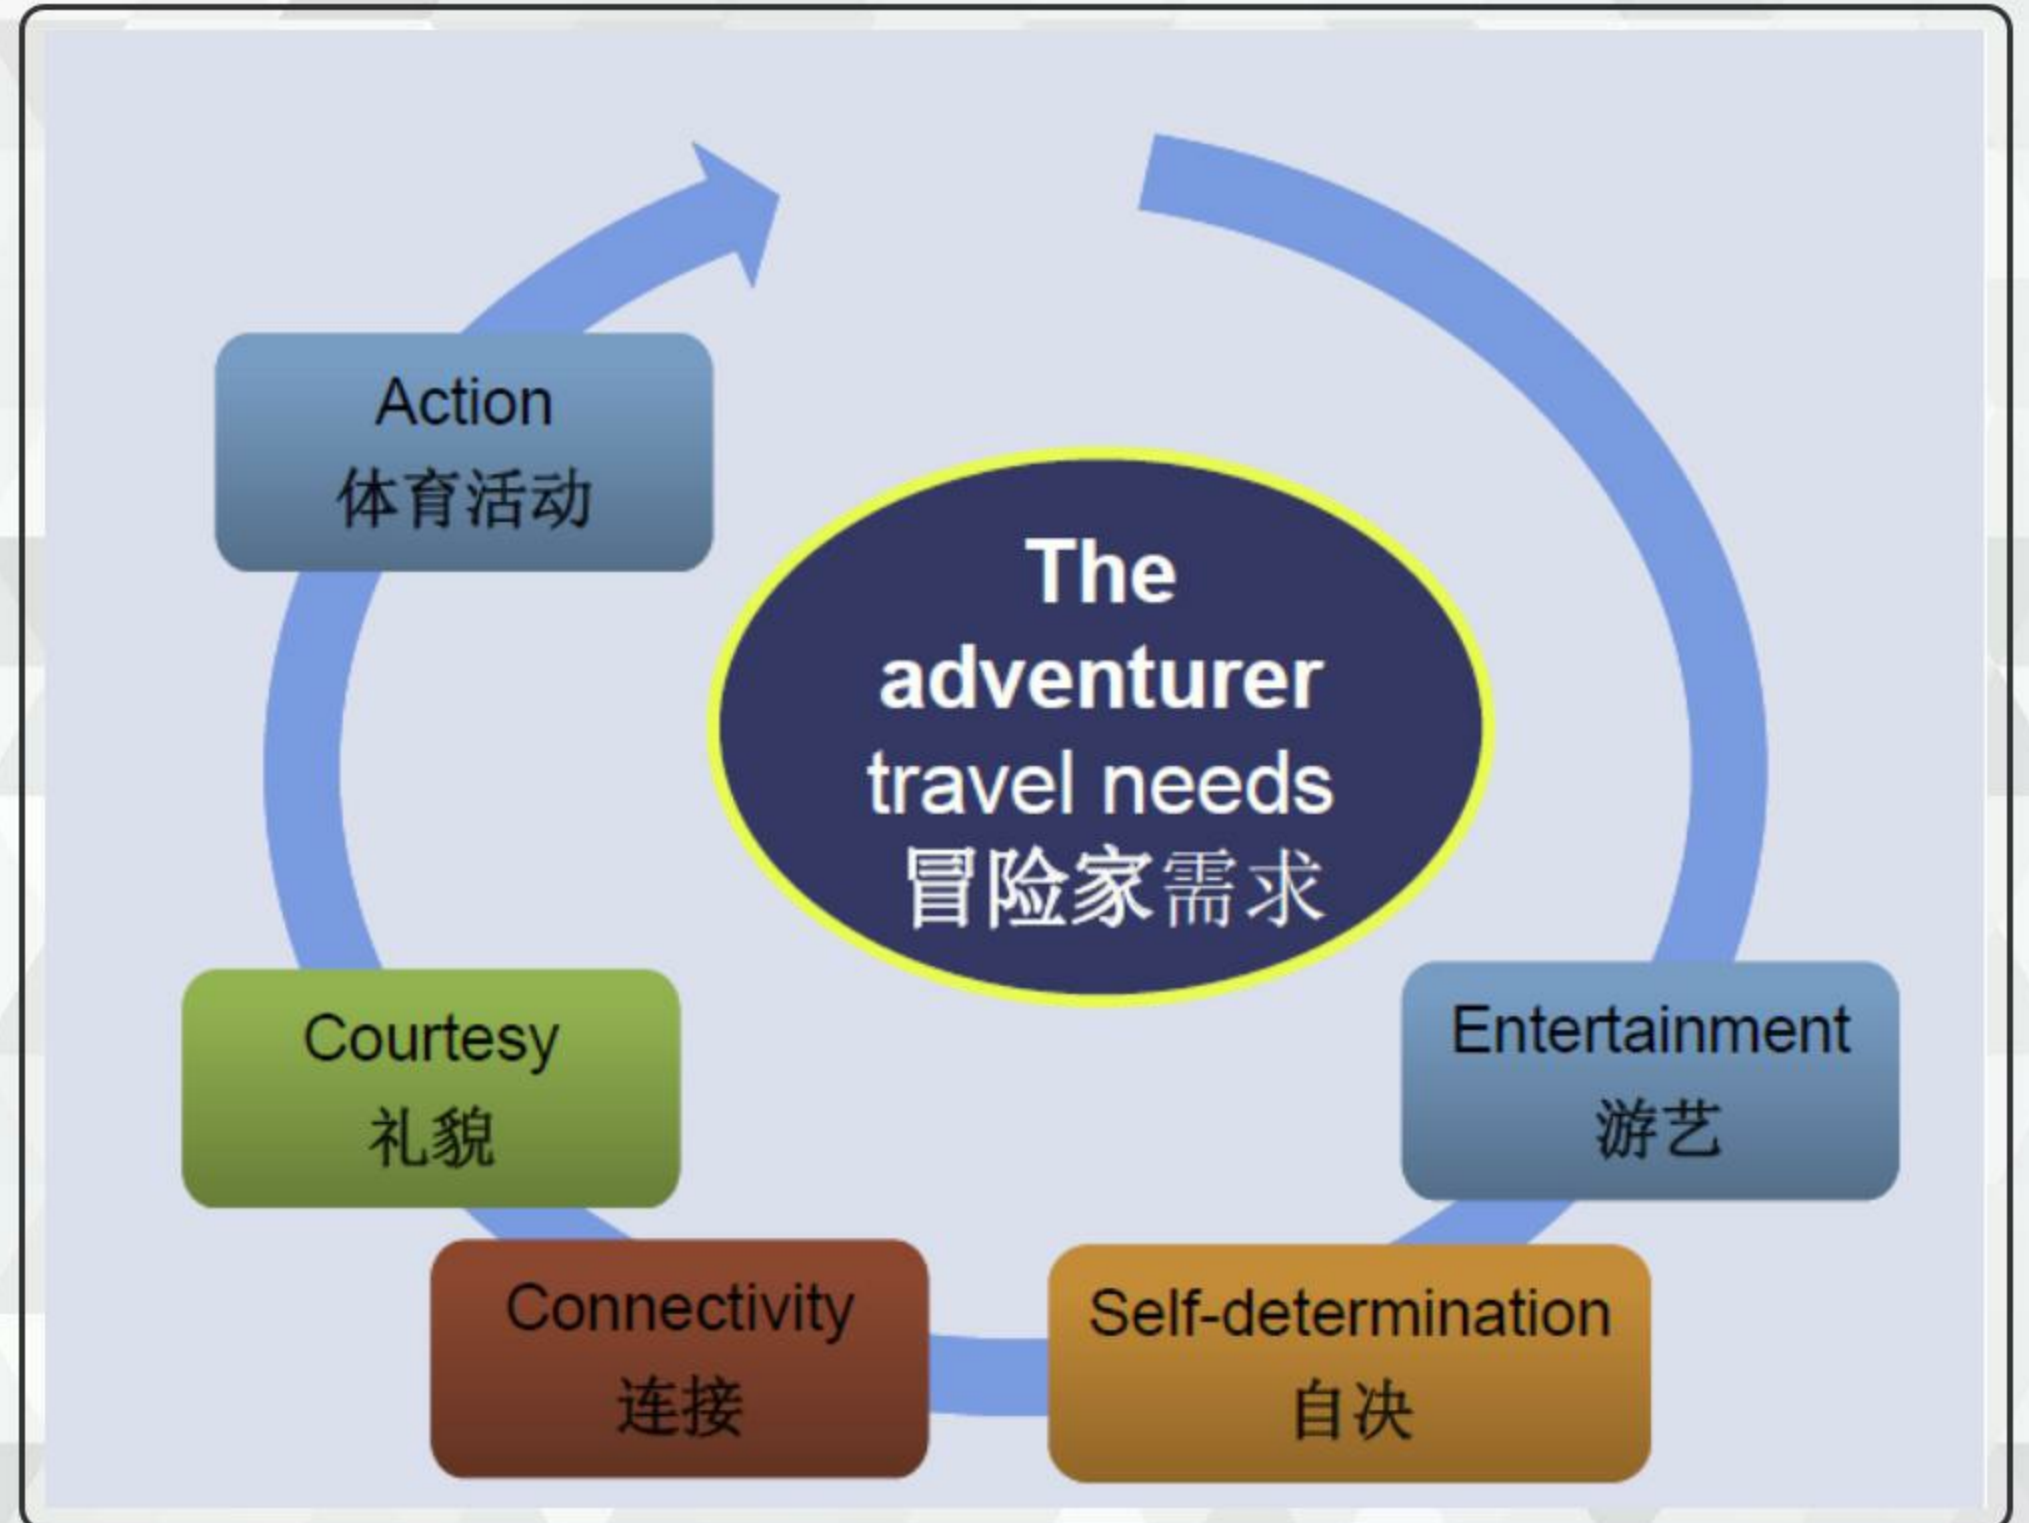 Action
体育活动
The
adventurer
travel needs
冒险家需求
Courtesy
礼貌
Entertainment
游艺
Connectivity
连接
Self-determination
自决